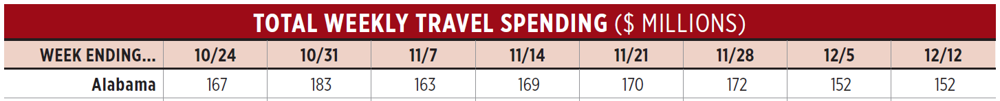 TOTAL WEEKLY TRAVEL SPENDING ($ MILLIONS)
WEEK ENDING... 10/24 10/31 11/7 11/14 11/21 11/28 12/5 12/12
Alabama 167 183 163 169 170 172 152 152